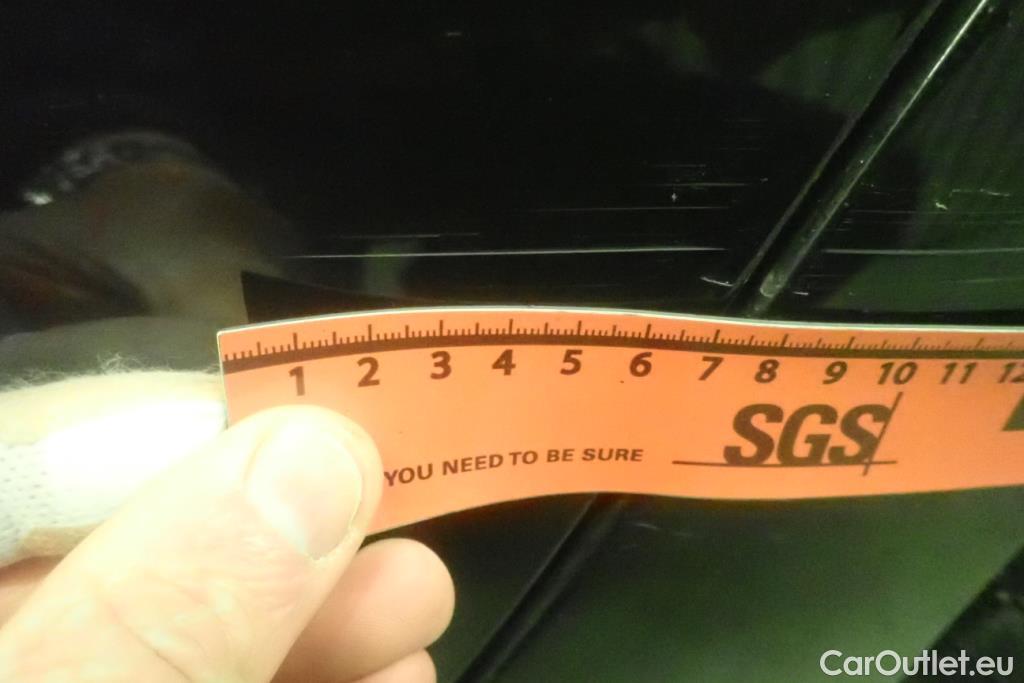 1 2 3 4 5 6 7 8 9 10 11 12
SGS
YOU NEED TO BE SURE
CarOutlet.eu